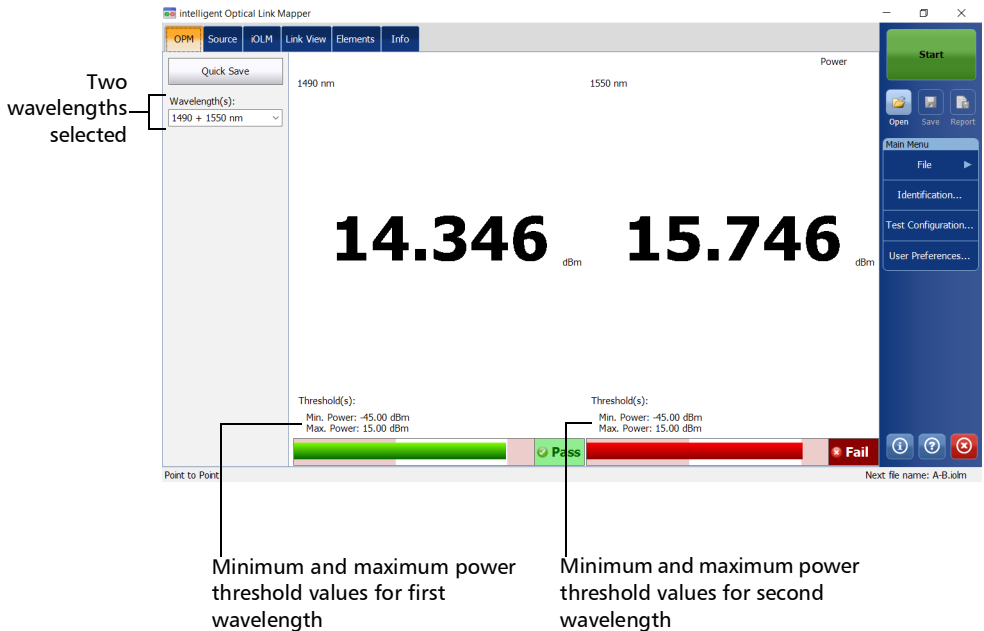 intelligent Optical Link Mapper
OPM Source iOLM Link View Elements Info
Start
Open Save Report
Main Menu
File
Identification...
Test Configuration...
User Preferences...
Two
wavelengths
selected
Quick Save
Wavelength(s):
1490 + 1550 nm
Power
1490 nm
1550 nm
14.346 dBm
15.746 dBm
Threshold(s):
Min. Power: -45.00 dBm
Max. Power: 15.00 dBm
Pass
Threshold(s):
Min. Power: -45.00 dBm
Max. Power: 15.00 dBm
Fail
Point to Point
Next file name: A-B.iolm
Minimum and maximum power
threshold values for first
wavelength
Minimum and maximum power
threshold values for second
wavelength